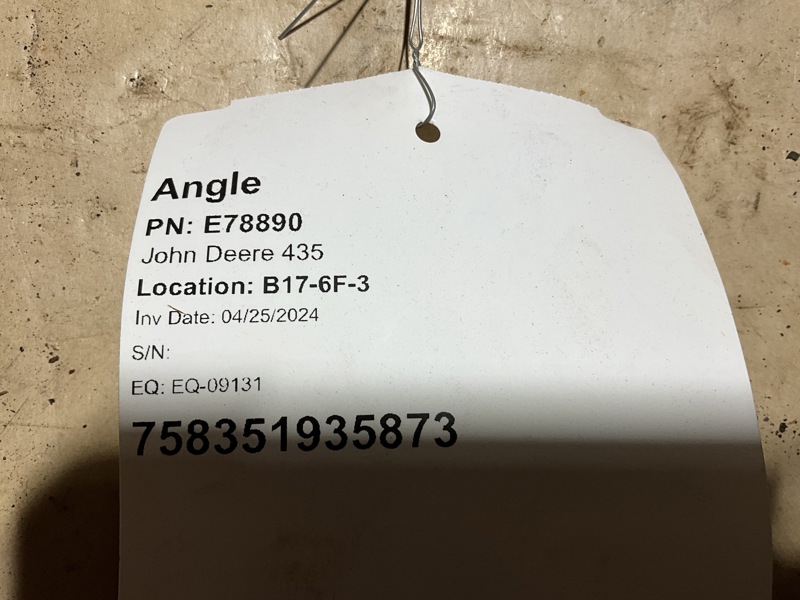 Angle
PN: E78890
John Deere 435
Location: B17-6F-3
Inv Date: 04/25/2024
S/N:
EQ: EQ-09131
758351935873